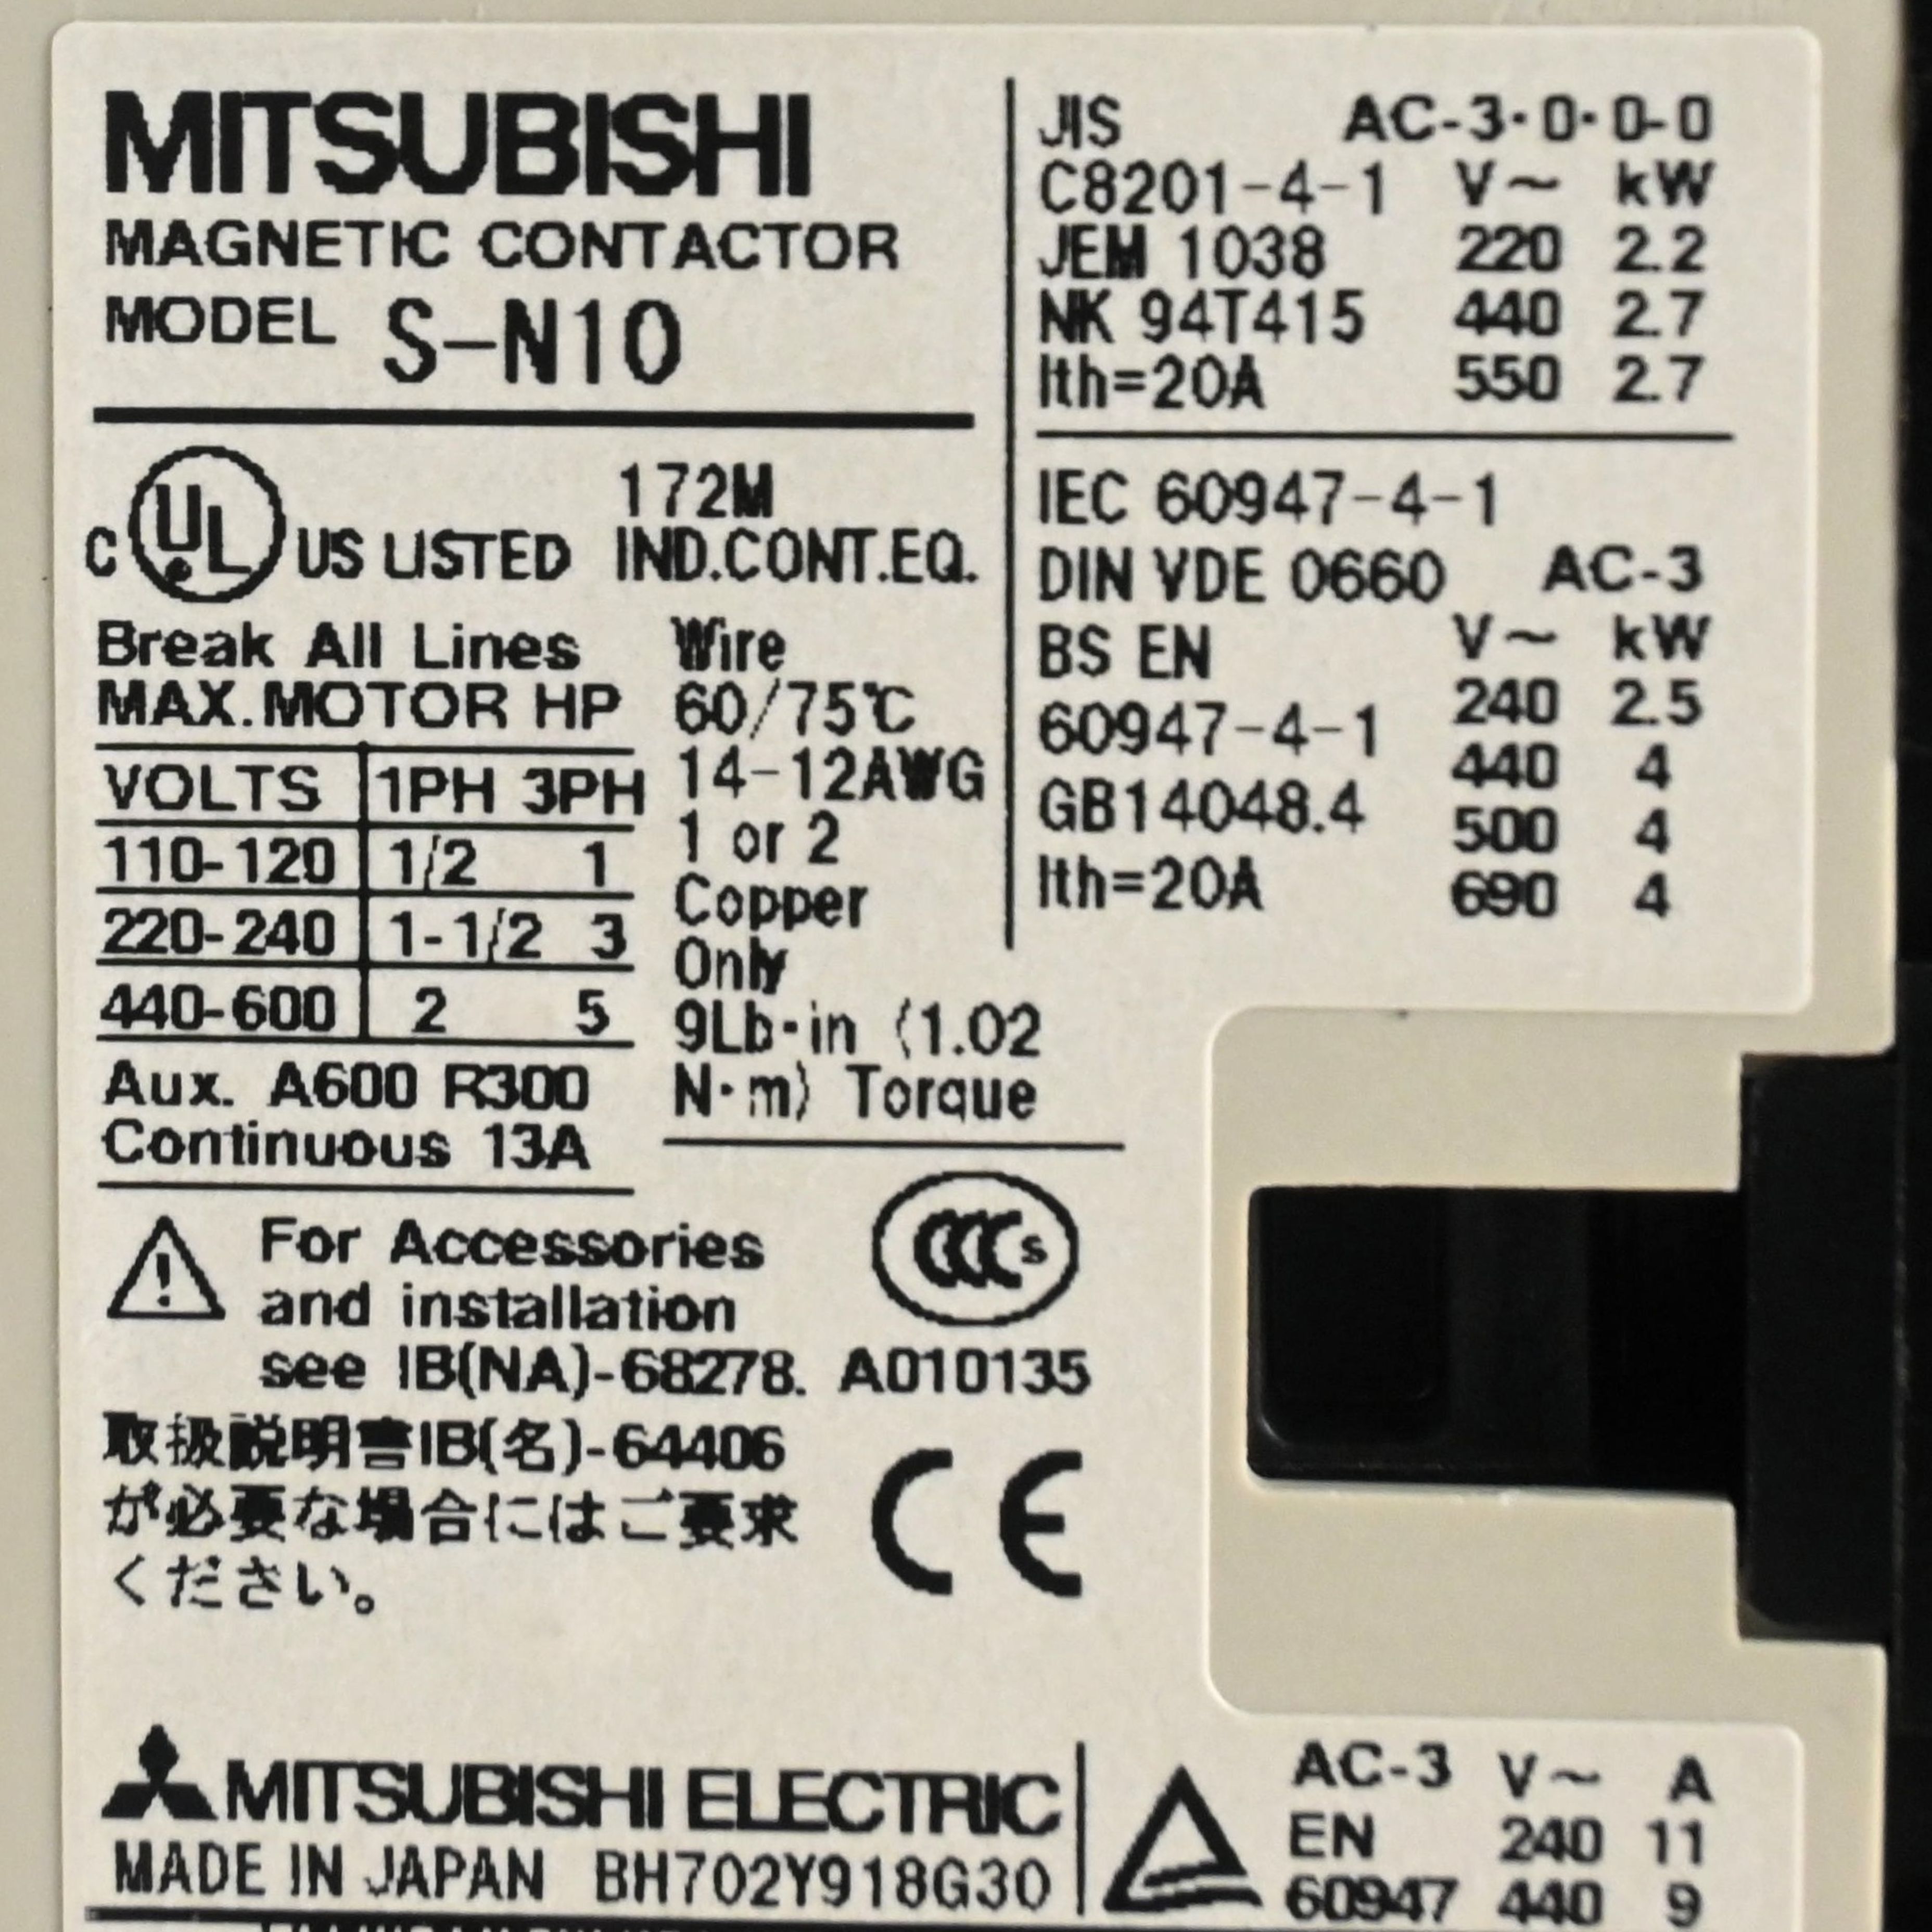 MITSUBISHI
MAGNETIC CONTACTOR
MODEL S-N10
C UL US LISTED 172M
IND.CONT.EQ.
Break All Lines
MAX.MOTOR HP
VOLTS 1PH 3PH
110-120 1/2 1
220-240 1-1/2 3
440-600 2 5
Aux. A600 R300
Continuous 13A
Wire
60/75℃
14-12AWG
1 or 2
Copper
Only
9Lb·in (1.02
N·m) Torque
JIS AC-3·0·0-0
C8201-4-1 V~ kW
JEM 1038 220 2.2
NK 94T415 440 2.7
Ith=20A 550 2.7
IEC 60947-4-1
DIN VDE 0660 AC-3
BS EN V~ kW
60947-4-1 240 2.5
440 4
GB14048.4 500 4
Ith=20A 690 4
For Accessories
and installation
see IB(NA)-68278.
CCC S
A010135
取扱説明書IB(名)-64406
が必要な場合にはご要求
ください。
CE
MITSUBISHI ELECTRIC
MADE IN JAPAN BH702Y918G30
AC-3 V~ A
EN 240 11
60947 440 9